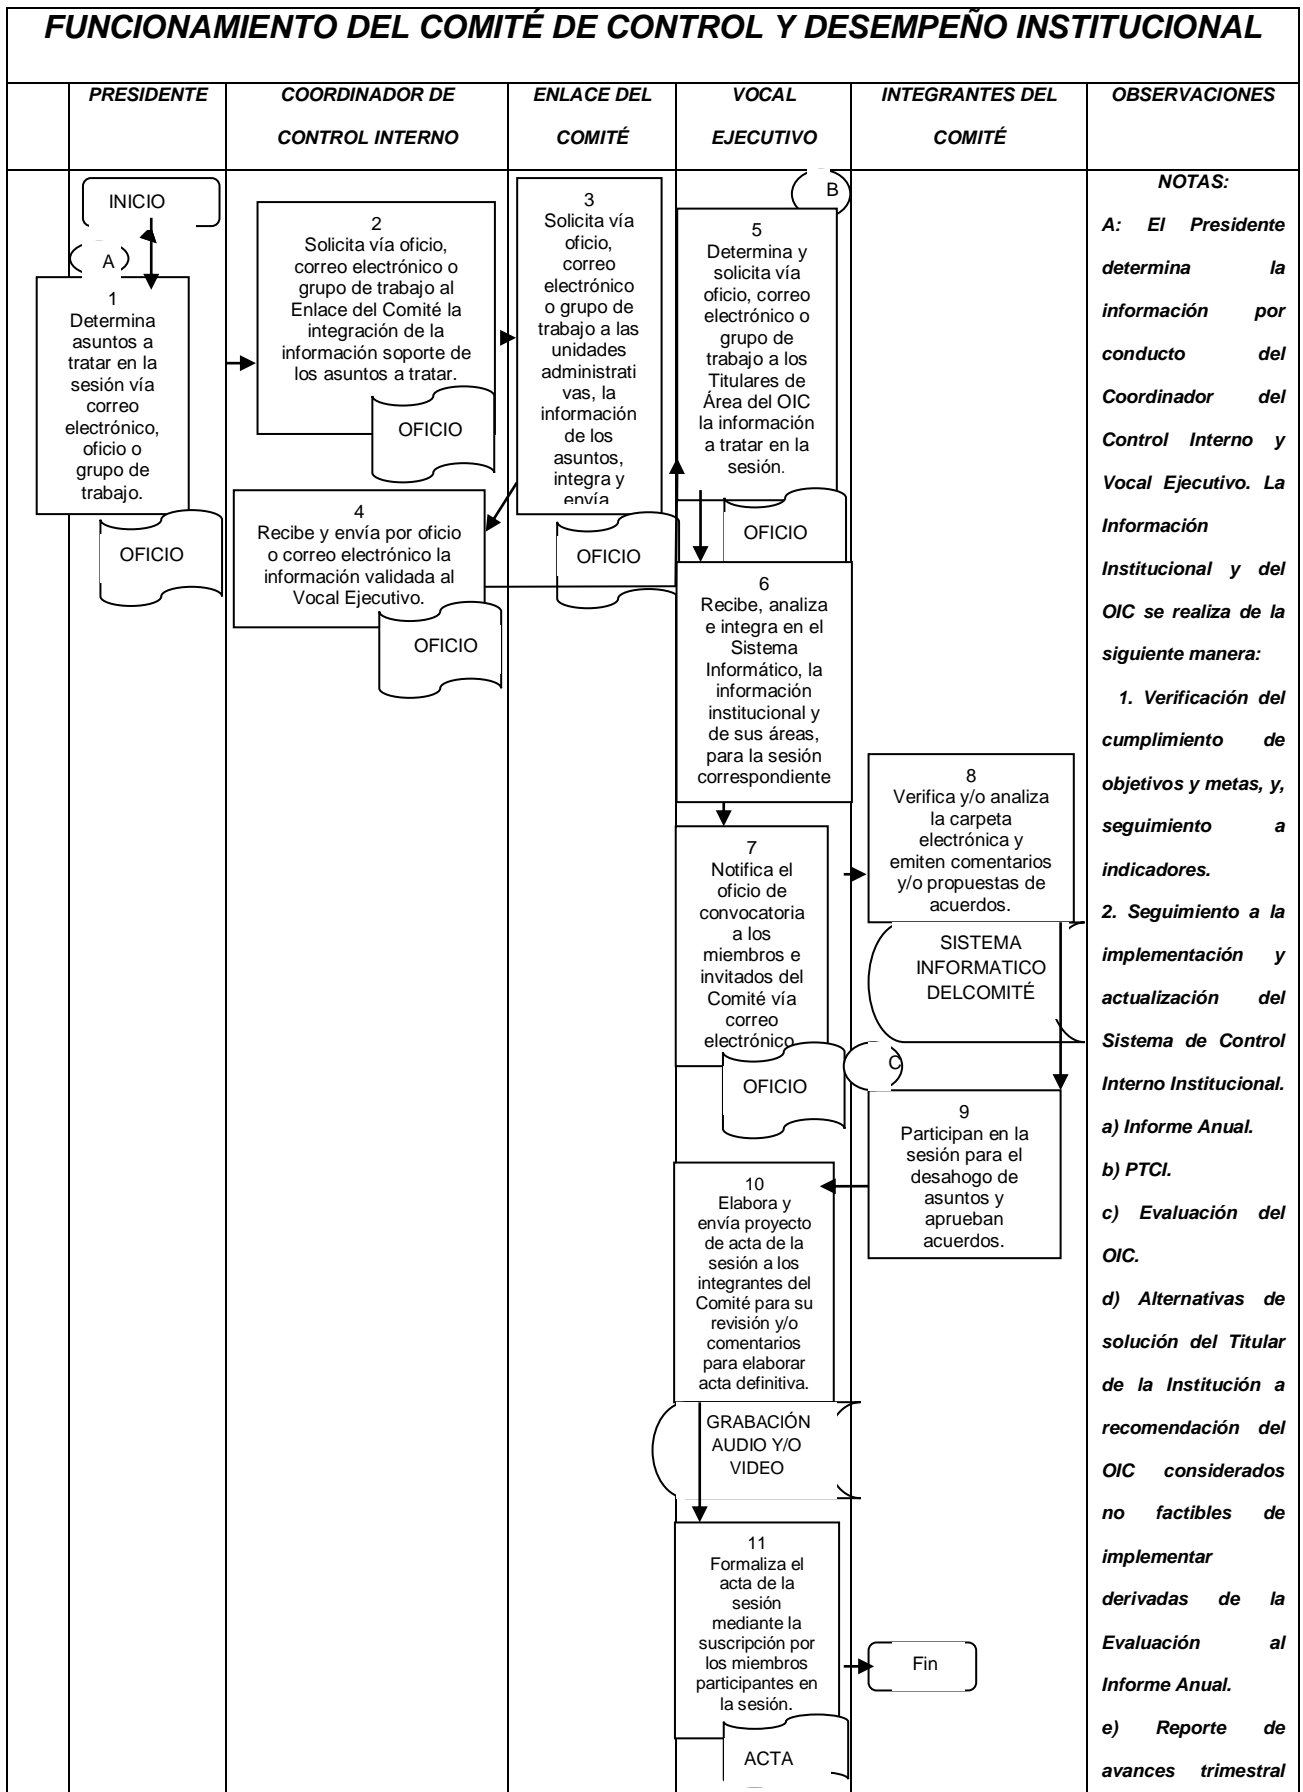 FUNCIONAMIENTO DEL COMITÉ DE CONTROL Y DESEMPEÑO INSTITUCIONAL
PRESIDENTE
COORDINADOR DE
CONTROL INTERNO
ENLACE DEL
COMITÉ
VOCAL
EJECUTIVO
INTEGRANTES DEL
COMITÉ
OBSERVACIONES
INICIO
A
1
Determina
asuntos a
tratar en la
sesión vía
correo
electrónico,
oficio o
grupo de
trabajo.
OFICIO
2
Solicita vía oficio,
correo electrónico o
grupo de trabajo al
Enlace del Comité la
integración de la
información soporte de
los asuntos a tratar.
OFICIO
3
Solicita vía
oficio,
correo
electrónico
o grupo de
trabajo a las
unidades
administrati
vas, la
información
de los
asuntos,
integra y
envía
OFICIO
4
Recibe y envía por oficio
o correo electrónico la
información validada al
Vocal Ejecutivo.
OFICIO
B
5
Determina y
solicita vía
oficio, correo
electrónico o
grupo de
trabajo a los
Titulares de
Área del OIC
la información
a tratar en la
sesión.
OFICIO
6
Recibe, analiza
e integra en el
Sistema
Informático, la
información
institucional y
de sus áreas,
para la sesión
correspondiente
7
Notifica el
oficio de
convocatoria
a los
miembros e
invitados del
Comité vía
correo
electrónico
OFICIO
8
Verifica y/o analiza
la carpeta
electrónica y
emiten comentarios
y/o propuestas de
acuerdos.
SISTEMA
INFORMATICO
DELCOMITÉ
C
9
Participan en la
sesión para el
desahogo de
asuntos y
aprueban
acuerdos.
10
Elabora y
envía proyecto
de acta de la
sesión a los
integrantes del
Comité para su
revisión y/o
comentarios
para elaborar
acta definitiva.
GRABACIÓN
AUDIO Y/O
VIDEO
11
Formaliza el
acta de la
sesión
mediante la
suscripción por
los miembros
participantes en
la sesión.
ACTA
Fin
NOTAS:
A: El Presidente
determina la
información por
conducto del
Coordinador del
Control Interno y
Vocal Ejecutivo. La
Información
Institucional y del
OIC se realiza de la
siguiente manera:
1. Verificación del
cumplimiento de
objetivos y metas, y,
seguimiento a
indicadores.
2. Seguimiento a la
implementación y
actualización del
Sistema de Control
Interno Institucional.
a) Informe Anual.
b) PTCI.
c) Evaluación del
OIC.
d) Alternativas de
solución del Titular
de la Institución a
recomendación del
OIC considerados
no factibles de
implementar
derivadas de la
Evaluación al
Informe Anual.
e) Reporte de
avances trimestral